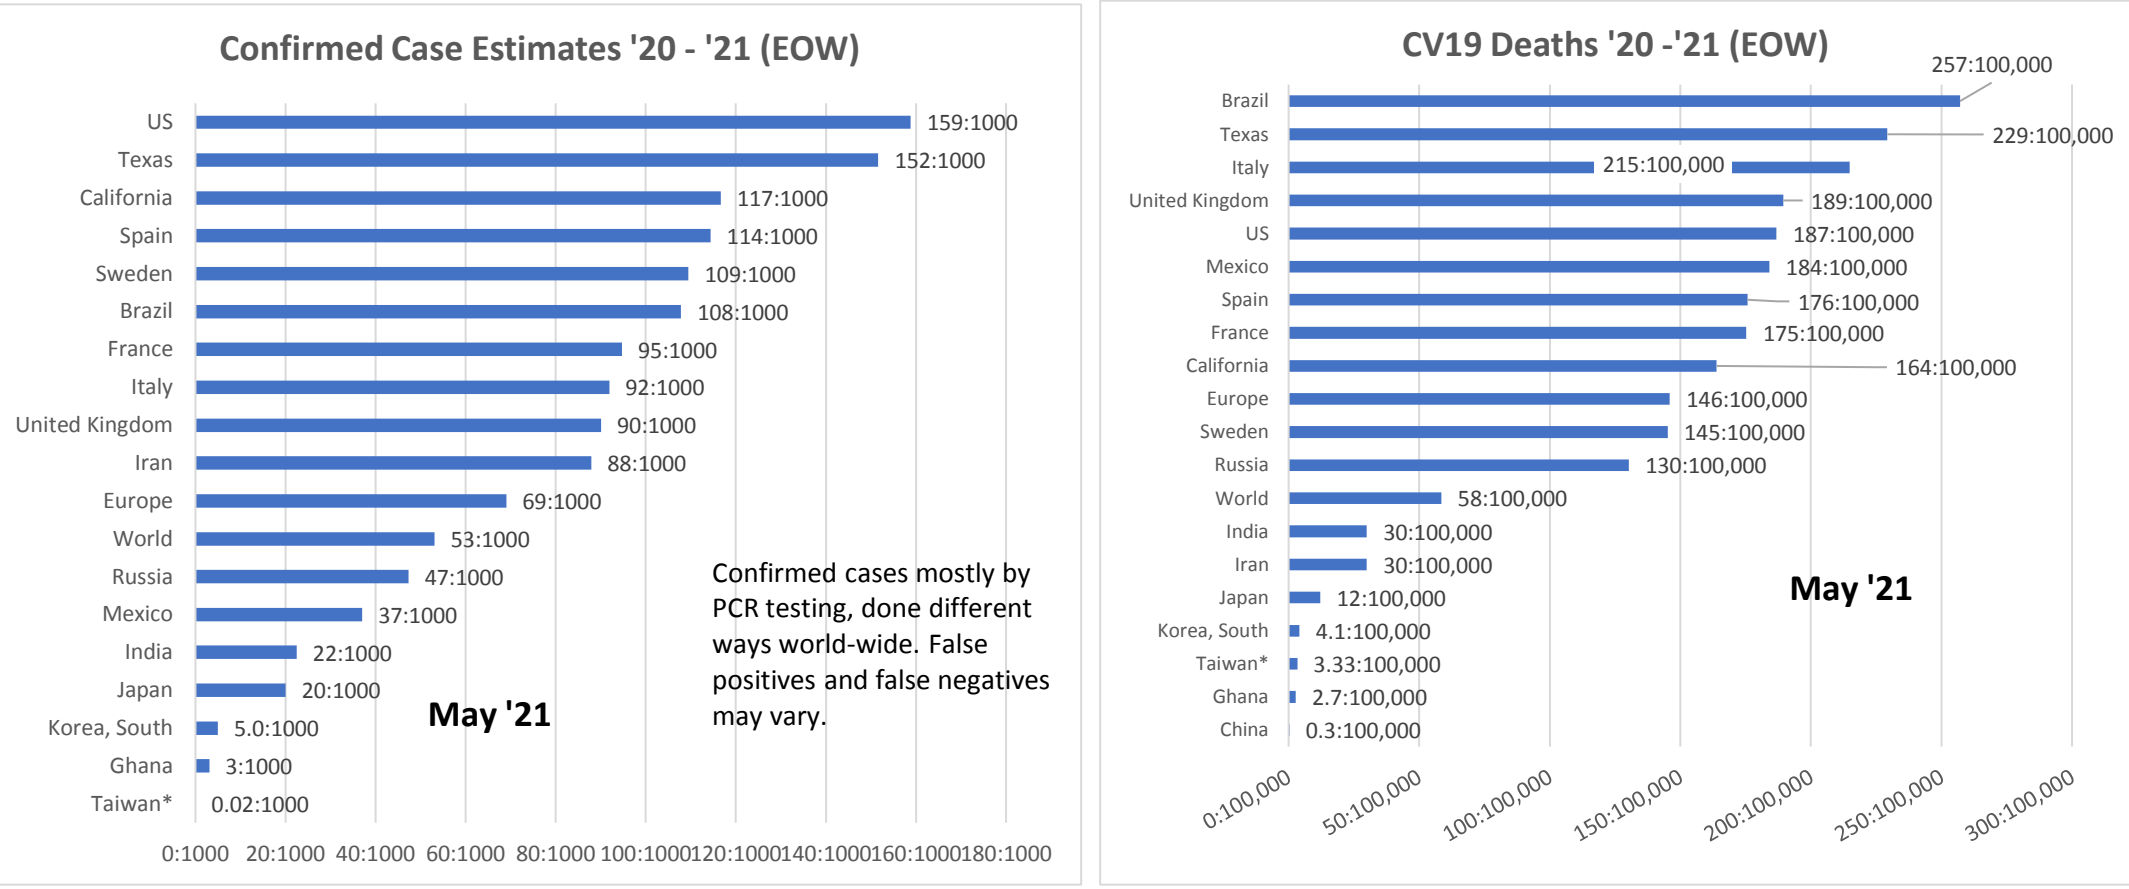 Confirmed Case Estimates '20 - '21 (EOW)
US 159:1000
Texas 152:1000
California 117:1000
Spain 114:1000
Sweden 109:1000
Brazil 108:1000
France 95:1000
Italy 92:1000
United Kingdom 90:1000
Iran 88:1000
Europe 69:1000
World 53:1000
Russia 47:1000
Mexico 37:1000
India 22:1000
Japan 20:1000
Korea, South 5.0:1000
Ghana 3:1000
Taiwan* 0.02:1000
Confirmed cases mostly by
PCR testing, done different
ways world-wide. False
positives and false negatives
may vary.
May '21
0:1000 20:1000 40:1000 60:1000 80:1000 100:1000 120:1000 140:1000 160:1000 180:1000
CV19 Deaths '20 -'21 (EOW)
Brazil 257:100,000
Texas 229:100,000
Italy 215:100,000
United Kingdom 189:100,000
US 187:100,000
Mexico 184:100,000
Spain 176:100,000
France 175:100,000
California 164:100,000
Europe 146:100,000
Sweden 145:100,000
Russia 130:100,000
World 58:100,000
India 30:100,000
Iran 30:100,000
Japan 12:100,000
Korea, South 4.1:100,000
Taiwan* 3.33:100,000
Ghana 2.7:100,000
China 0.3:100,000
May '21
0:100,000 50:100,000 100:100,000 150:100,000 200:100,000 250:100,000 300:100,000